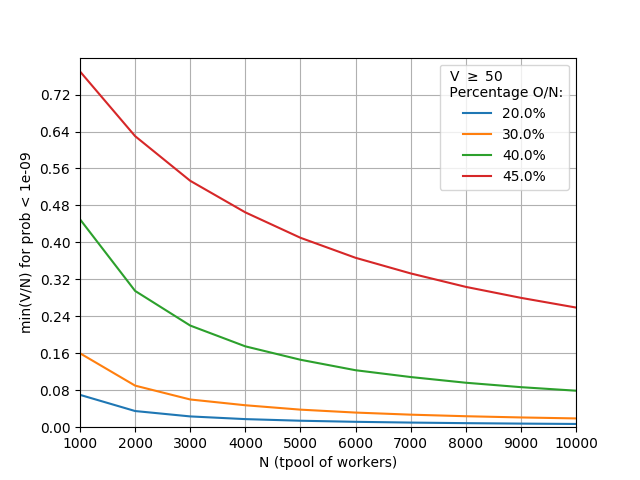 V ≥ 50
Percentage O/N:
20.0%
30.0%
40.0%
45.0%
min(V/N) for prob < 1e-09
0.72
0.64
0.56
0.48
0.40
0.32
0.24
0.16
0.08
0.00
1000 2000 3000 4000 5000 6000 7000 8000 9000 10000
N (tpool of workers)